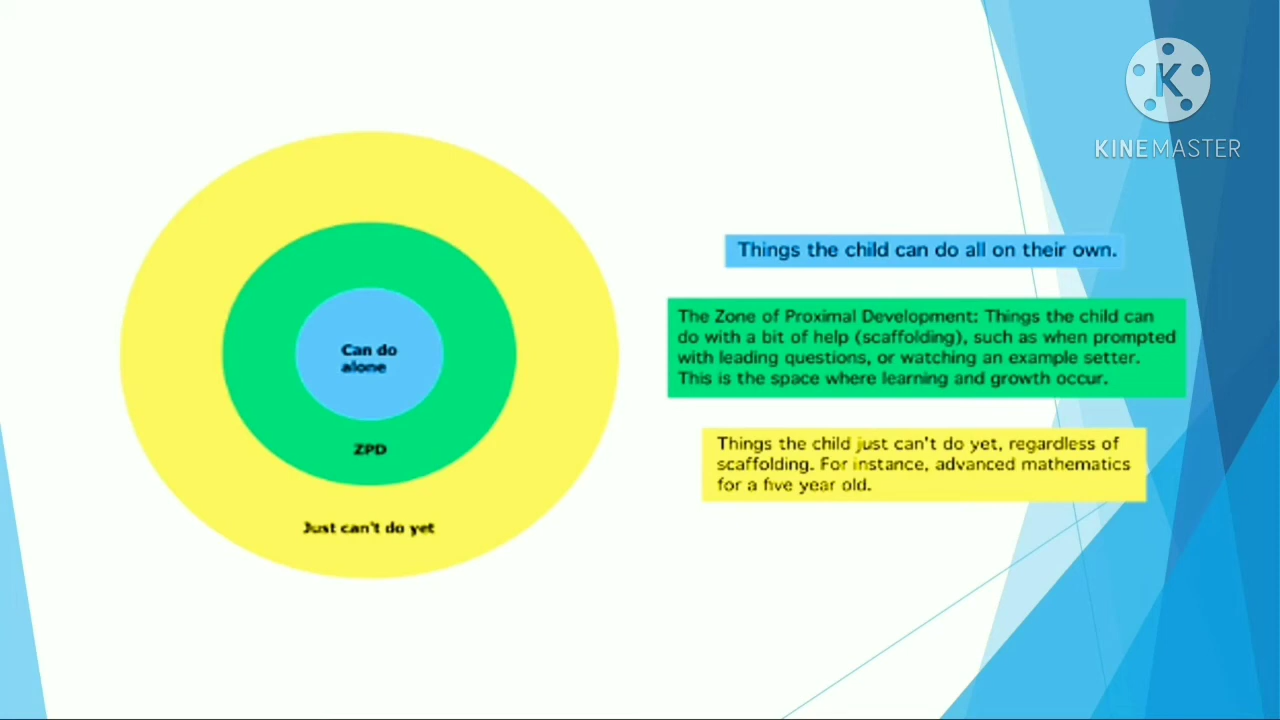 K
KINEMASTER
Can do
alone
ZPD
Just can't do yet
Things the child can do all on their own.
The Zone of Proximal Development: Things the child can
do with a bit of help (scaffolding), such as when prompted
with leading questions, or watching an example setter.
This is the space where learning and growth occur.
Things the child just can't do yet, regardless of
scaffolding. For instance, advanced mathematics
for a five year old.